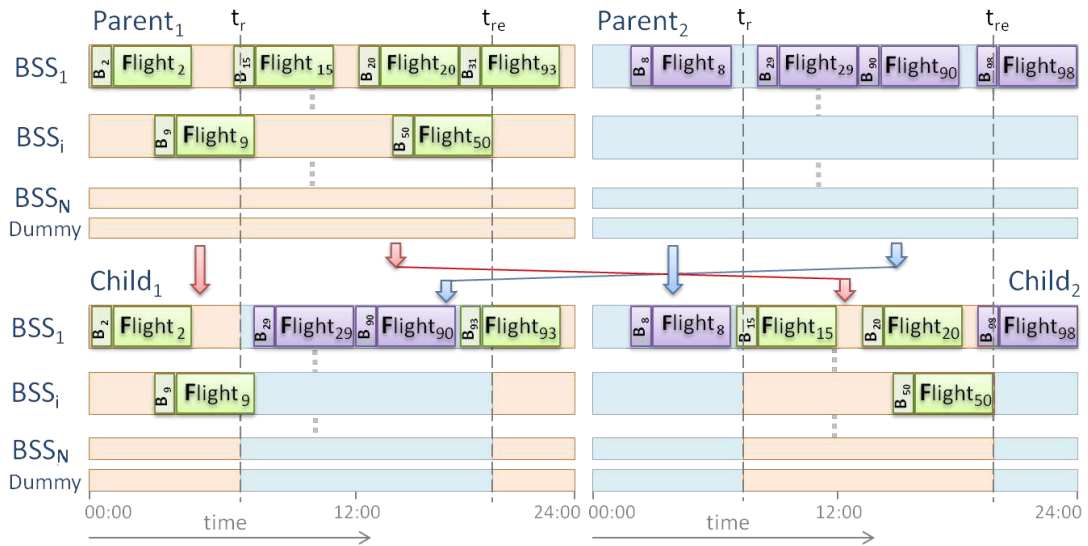 Parent1 tr tre Parent2 tr tre
BSS1 B2 Flight2 B15 Flight15 B20 Flight20 B31 Flight93 B8 Flight8 B29 Flight29 B90 Flight90 B98 Flight98
BSSi B9 Flight9 B50 Flight50
BSSN
Dummy
Child1 Child2
BSS1 B2 Flight2 B29 Flight29 B90 Flight90 B93 Flight93 B8 Flight8 B15 Flight15 B20 Flight20 B98 Flight98
BSSi B9 Flight9 B50 Flight50
BSSN
Dummy
00:00 12:00 24:00 00:00 12:00 24:00
time time